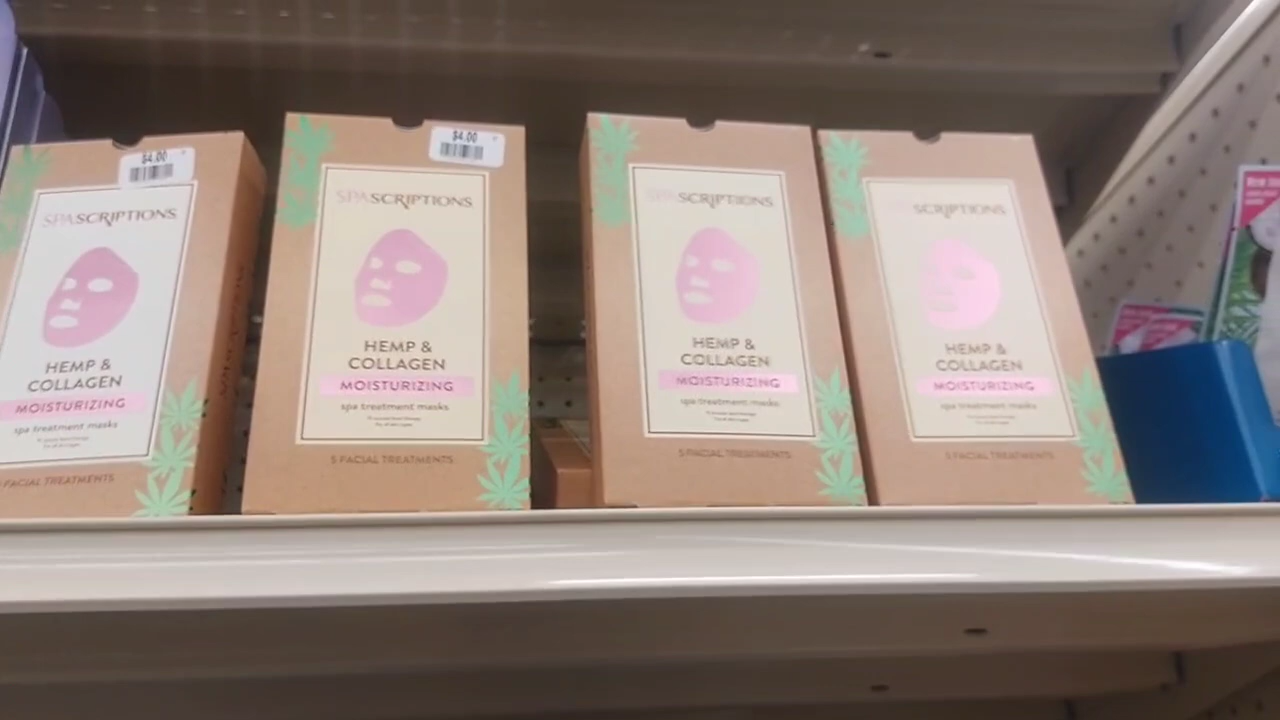 $4.00
SPASCRIPTIONS
HEMP &
COLLAGEN
MOISTURIZING
spa treatment masks
FACIAL TREATMENTS
$4.00
SPASCRIPTIONS
HEMP &
COLLAGEN
MOISTURIZING
spa treatment masks
5 FACIAL TREATMENTS
SPASCRIPTIONS
HEMP &
COLLAGEN
MOISTURIZING
spa treatment masks
5 FACIAL TREATMENTS
SCRIPTIONS
HEMP &
COLLAGEN
MOISTURIZING
spa treatment masks
5 FACIAL TREATMENTS